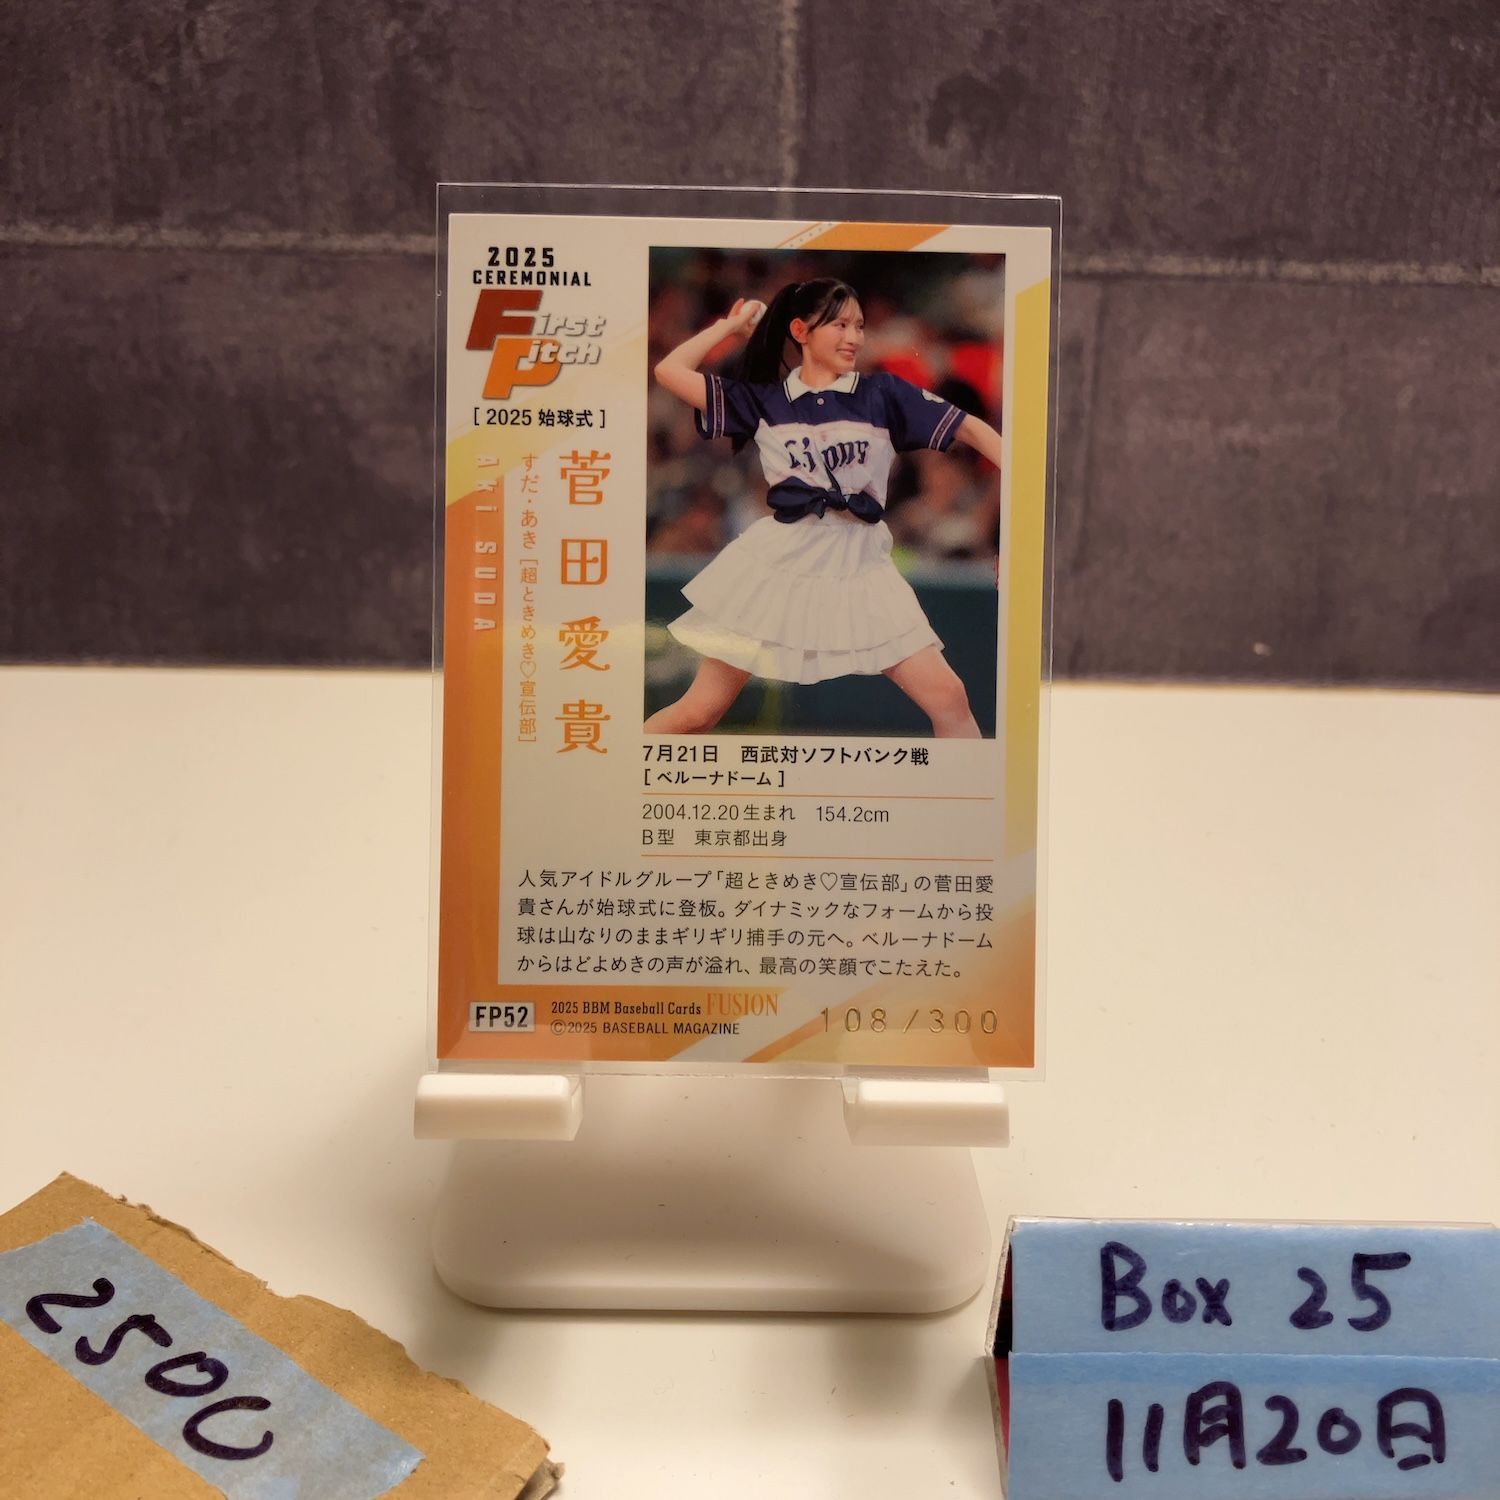 2025
CEREMONIAL
First
Pitch
[ 2025 始球式 ]
菅田愛貴
すだ・あき [超ときめき♡宣伝部]
Aki SUDA
Lions
7月21日 西武対ソフトバンク戦
[ ベルーナドーム ]
2004.12.20生まれ 154.2cm
B型 東京都出身
人気アイドルグループ「超ときめき♡宣伝部」の菅田愛
貴さんが始球式に登板。ダイナミックなフォームから投
球は山なりのままギリギリ捕手の元へ。ベルーナドーム
からはどよめきの声が溢れ、最高の笑顔でこたえた。
FP52
2025 BBM Baseball Cards FUSION
©2025 BASEBALL MAGAZINE
108/300
2500
Box 25
11月20日